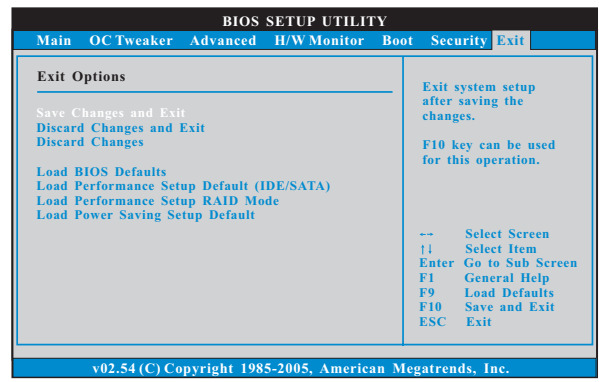 BIOS SETUP UTILITY
Main OC Tweaker Advanced H/W Monitor Boot Security Exit
Exit Options
Save Changes and Exit
Discard Changes and Exit
Discard Changes
Load BIOS Defaults
Load Performance Setup Default (IDE/SATA)
Load Performance Setup RAID Mode
Load Power Saving Setup Default
Exit system setup
after saving the
changes.
F10 key can be used
for this operation.
←→ Select Screen
↑↓ Select Item
Enter Go to Sub Screen
F1 General Help
F9 Load Defaults
F10 Save and Exit
ESC Exit
v02.54 (C) Copyright 1985-2005, American Megatrends, Inc.